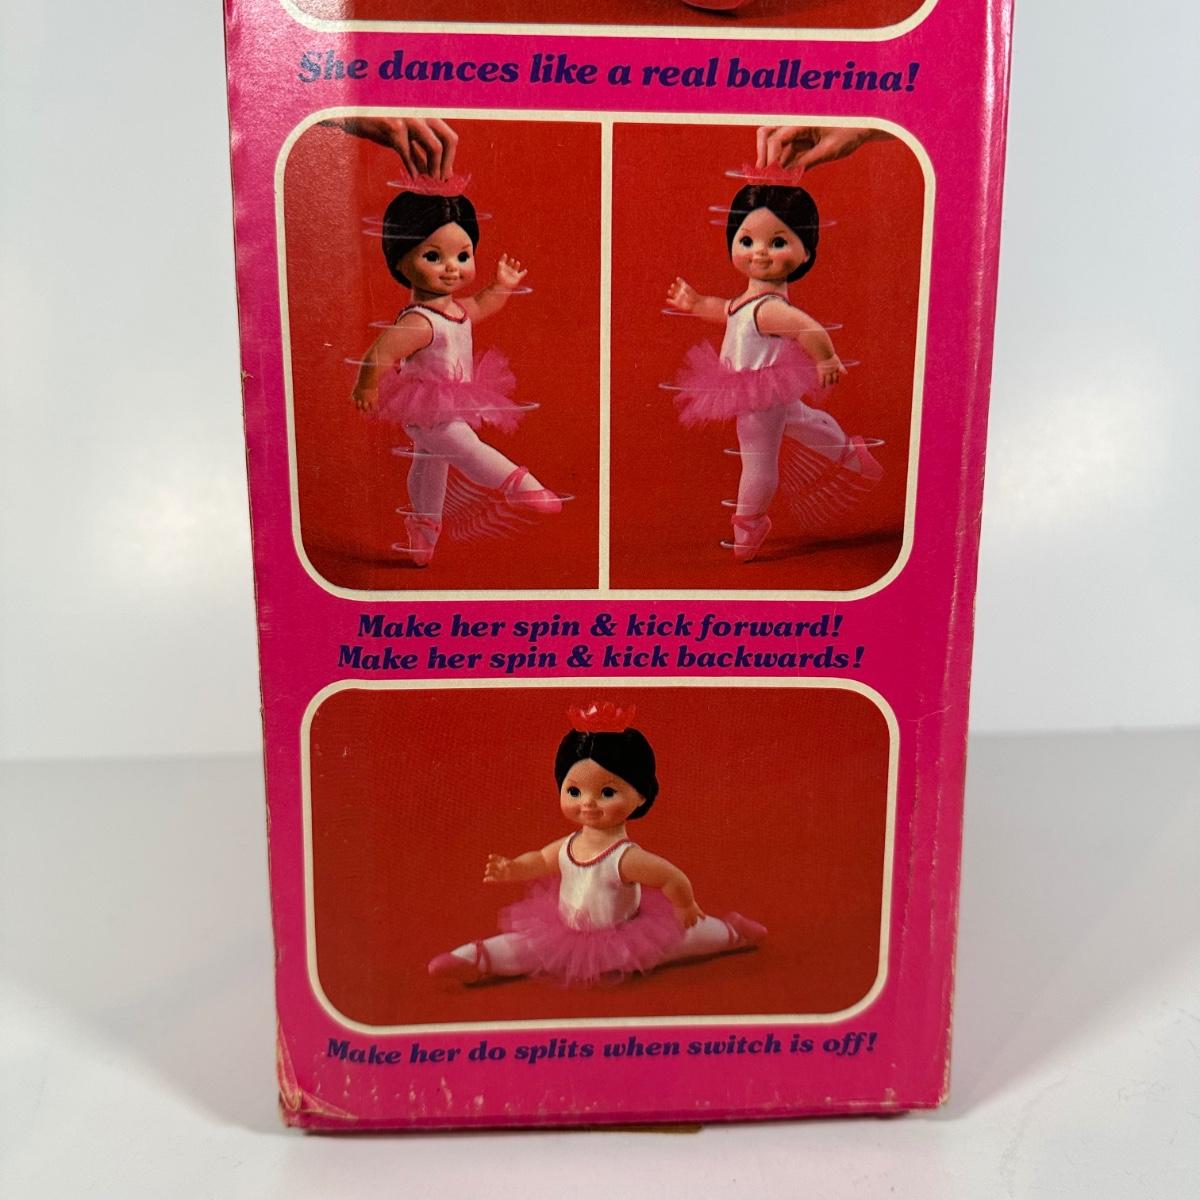 She dances like a real ballerina!
Make her spin & kick forward!
Make her spin & kick backwards!
Make her do splits when switch is off!